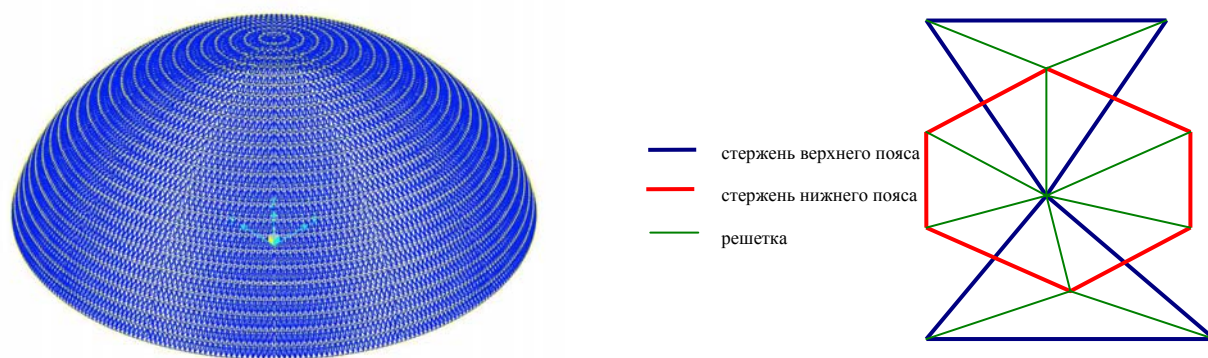 стержень верхнего пояса
стержень нижнего пояса
решетка